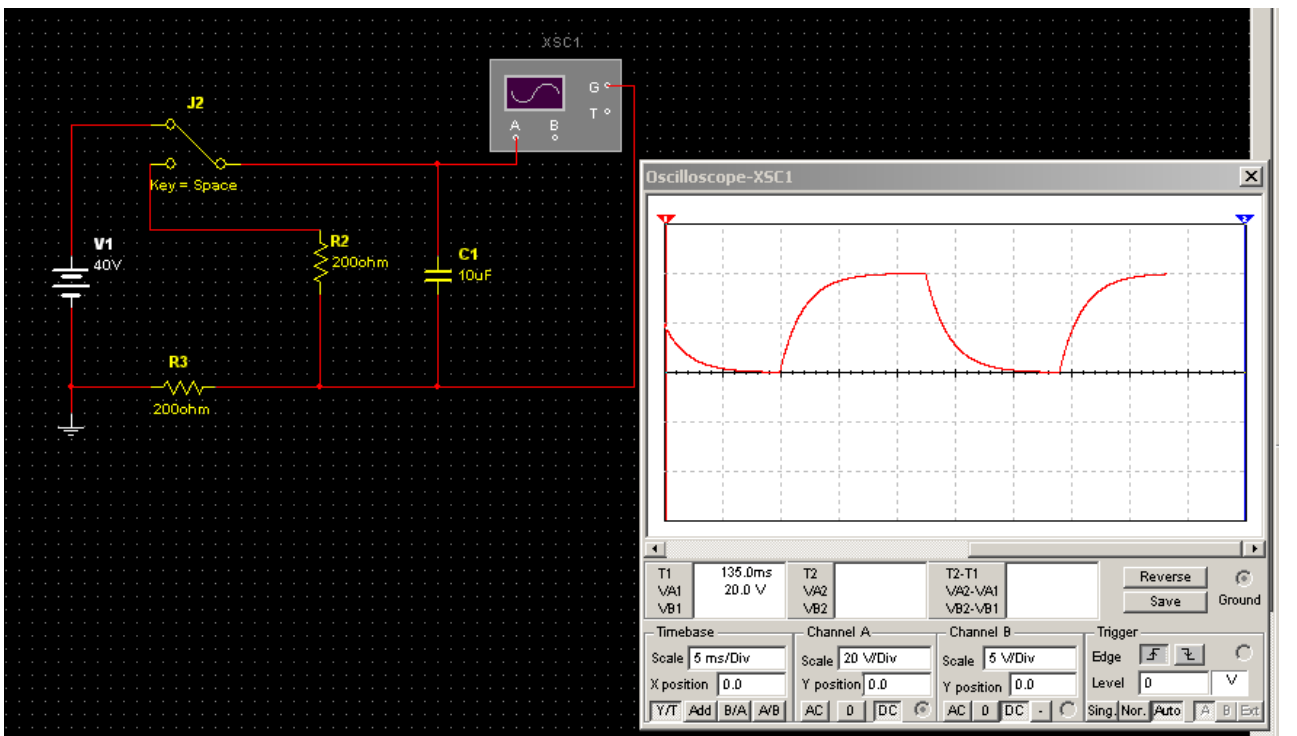 XSC1
G
T
A B
J2
Key = Space
V1
40V
R2
200ohm
C1
10uF
R3
200ohm
Oscilloscope-XSC1
1 2
T1 135.0ms T2 T2-T1
VA1 20.0 V VA2 VA2-VA1
VB1 VB2 VB2-VB1
Reverse
Save Ground
Timebase Channel A Channel B Trigger
Scale 5 ms/Div Scale 20 V/Div Scale 5 V/Div Edge
X position 0.0 Y position 0.0 Y position 0.0 Level 0 V
Y/T Add B/A A/B AC 0 DC AC 0 DC - Sing. Nor. Auto A B Ext